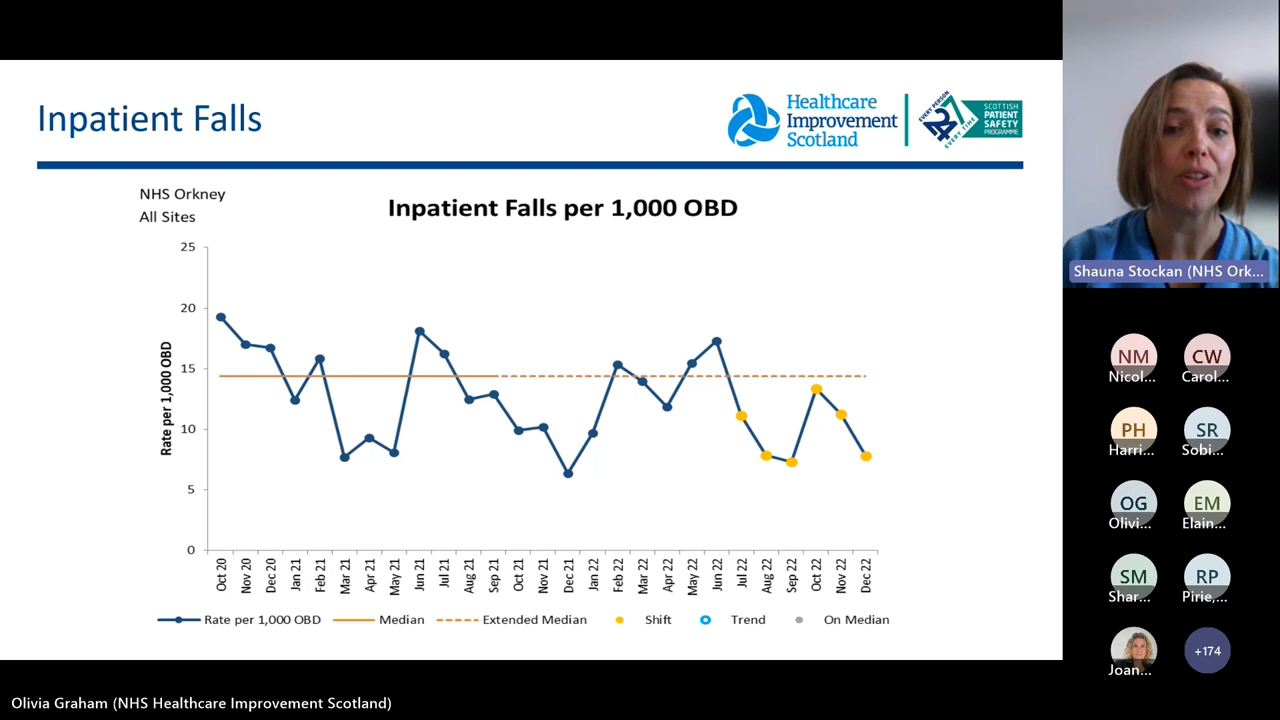 Inpatient Falls
Healthcare
Improvement
Scotland
EVERY PERSON
24/7
EVERY TIME
SCOTTISH
PATIENT
SAFETY
PROGRAMME
NHS Orkney
All Sites
Inpatient Falls per 1,000 OBD
Rate per 1,000 OBD
25
20
15
10
5
0
Oct 20
Nov 20
Dec 20
Jan 21
Feb 21
Mar 21
Apr 21
May 21
Jun 21
Jul 21
Aug 21
Sep 21
Oct 21
Nov 21
Dec 21
Jan 22
Feb 22
Mar 22
Apr 22
May 22
Jun 22
Jul 22
Aug 22
Sep 22
Oct 22
Nov 22
Dec 22
Rate per 1,000 OBD Median Extended Median Shift Trend On Median
Shauna Stockan (NHS Ork...
NM CW
Nicol... Carol...
PH SR
Harri... Sobi...
OG EM
Olivi... Elain...
SM RP
Shar... Pirie,...
+174
Joan...
Olivia Graham (NHS Healthcare Improvement Scotland)